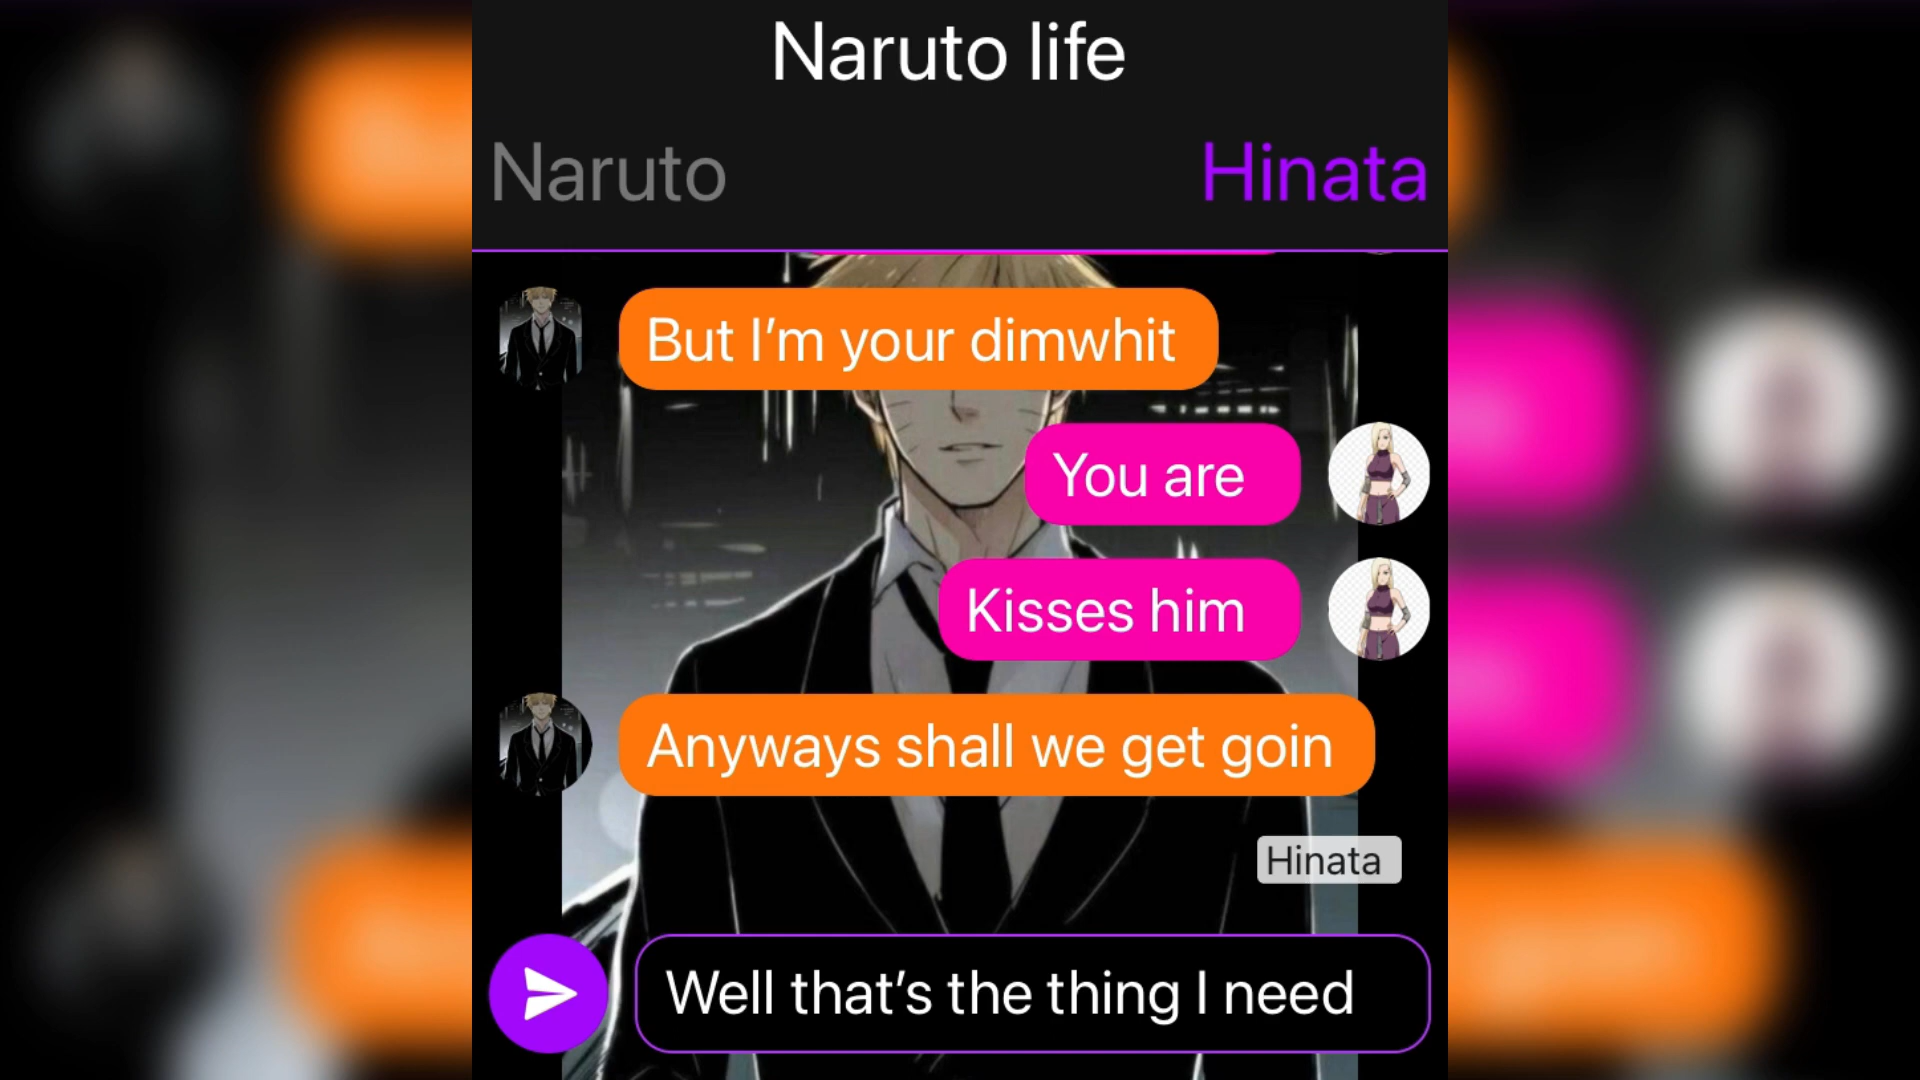 Naruto life
Naruto
Hinata
But I’m your dimwhit
You are
Kisses him
Anyways shall we get goin
Hinata
Well that’s the thing I need